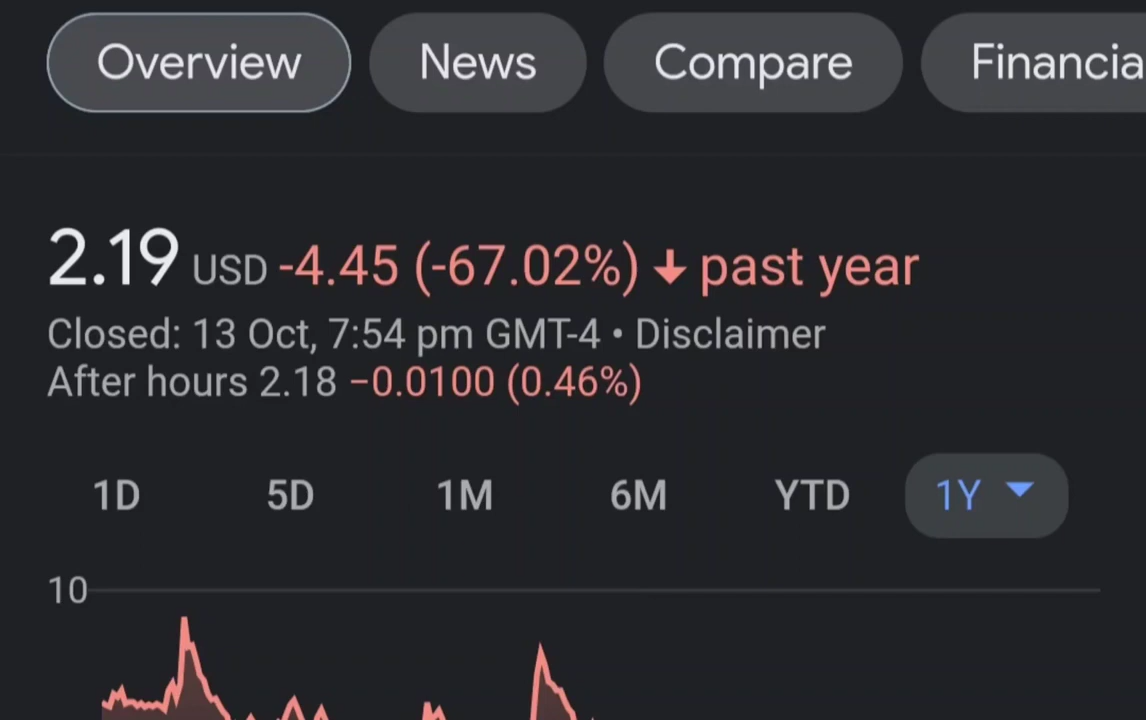 Overview News Compare Financia
2.19 USD -4.45 (-67.02%) ↓ past year
Closed: 13 Oct, 7:54 pm GMT-4 • Disclaimer
After hours 2.18 −0.0100 (0.46%)
1D 5D 1M 6M YTD 1Y
10